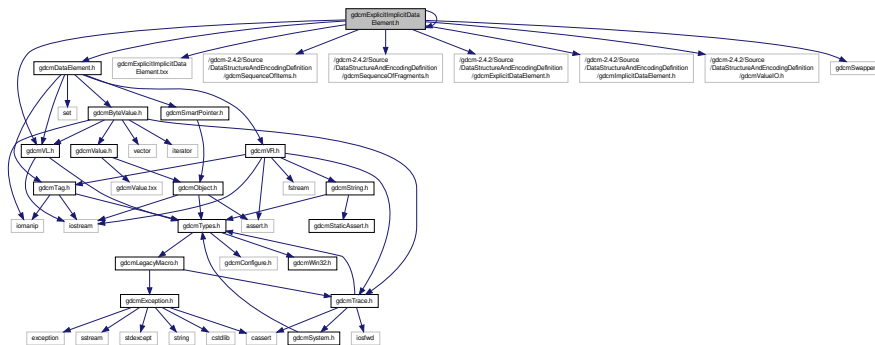 gdcmExplicitImplicitData
Element.h
gdcmDataElement.h
gdcmExplicitImplicitData
Element.txx
/gdcm-2.4.2/Source
/DataStructureAndEncodingDefinition
/gdcmSequenceOfItems.h
/gdcm-2.4.2/Source
/DataStructureAndEncodingDefinition
/gdcmSequenceOfFragments.h
/gdcm-2.4.2/Source
/DataStructureAndEncodingDefinition
/gdcmExplicitDataElement.h
/gdcm-2.4.2/Source
/DataStructureAndEncodingDefinition
/gdcmImplicitDataElement.h
/gdcm-2.4.2/Source
/DataStructureAndEncodingDefinition
/gdcmValueIO.h
gdcmSwapper
set
gdcmByteValue.h
gdcmSmartPointer.h
gdcmVL.h
gdcmValue.h
vector
iterator
gdcmVR.h
gdcmTag.h
gdcmValue.txx
gdcmObject.h
fstream
gdcmString.h
iomanip
iostream
gdcmTypes.h
assert.h
gdcmStaticAssert.h
gdcmLegacyMacro.h
gdcmConfigure.h
gdcmWin32.h
gdcmException.h
gdcmTrace.h
exception
sstream
stdexcept
string
cstdlib
cassert
gdcmSystem.h
iosfwd